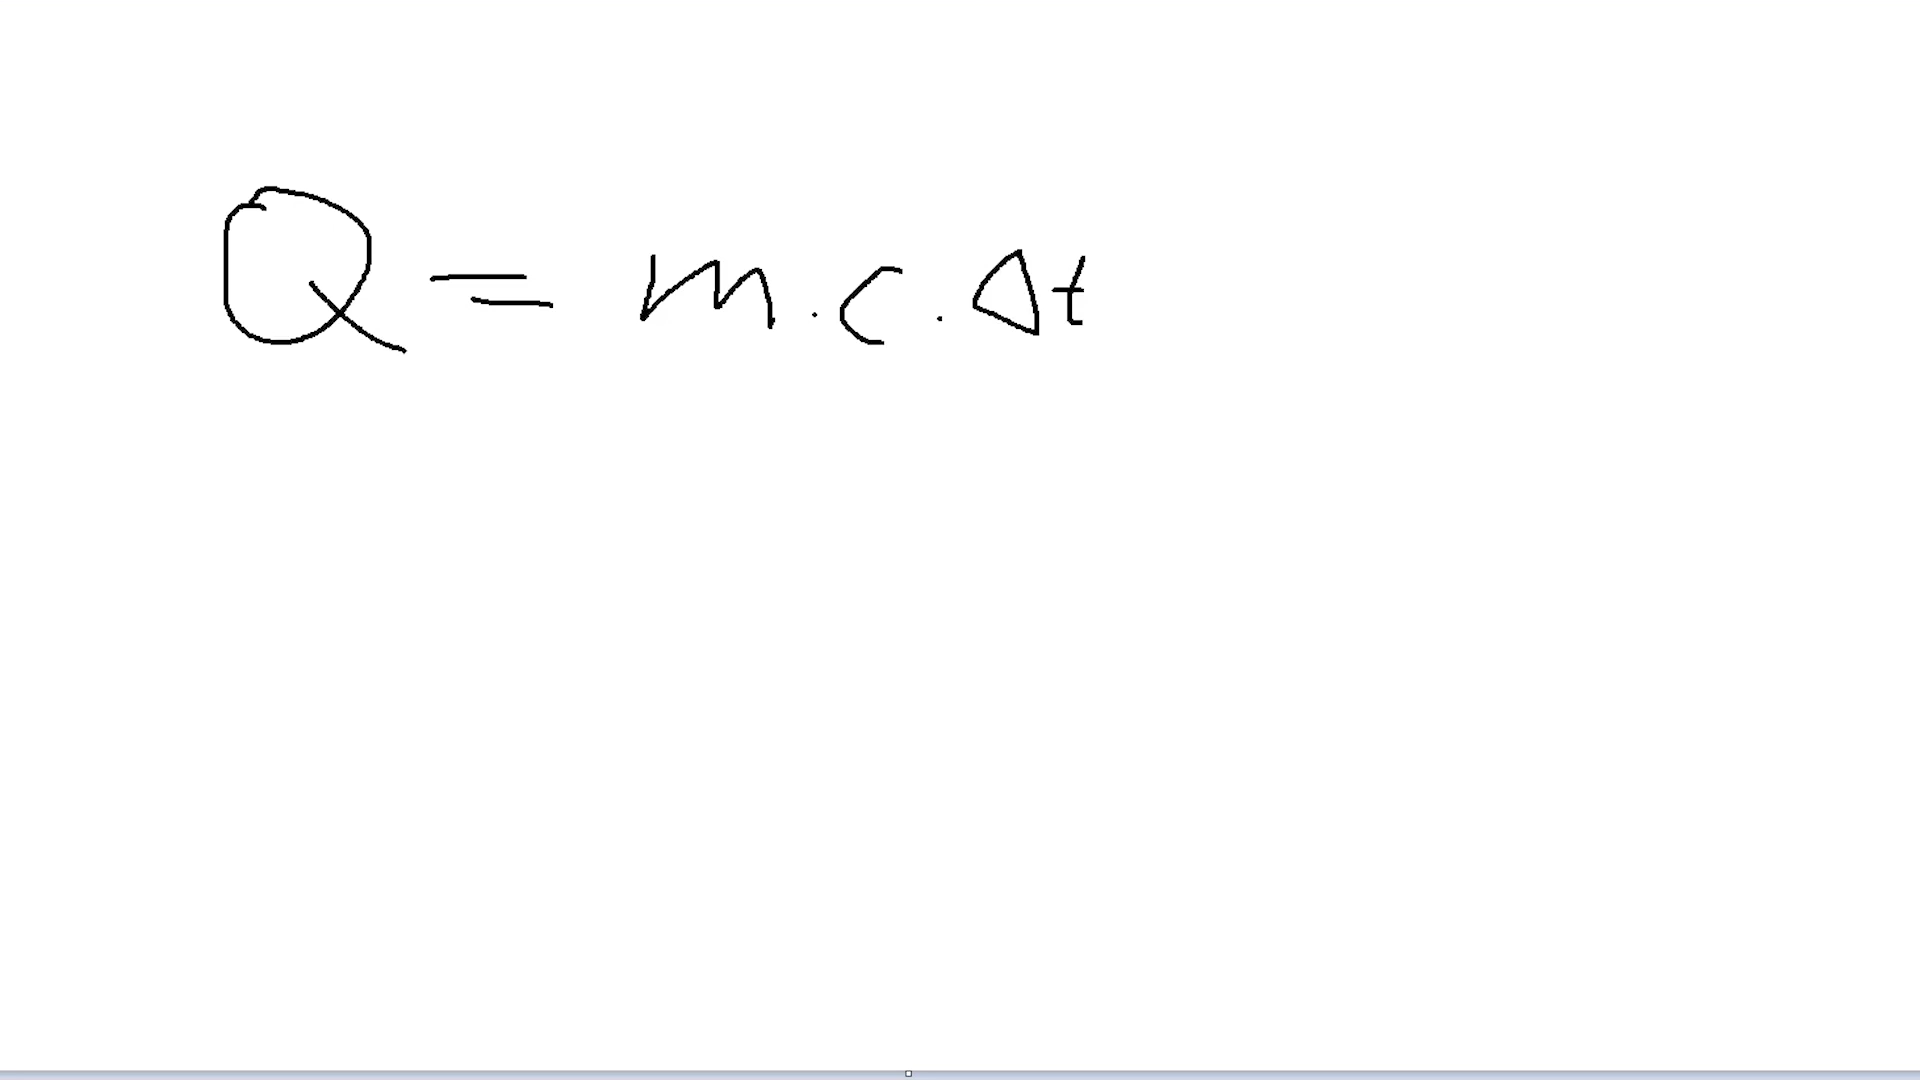 Q = m . c . Δt